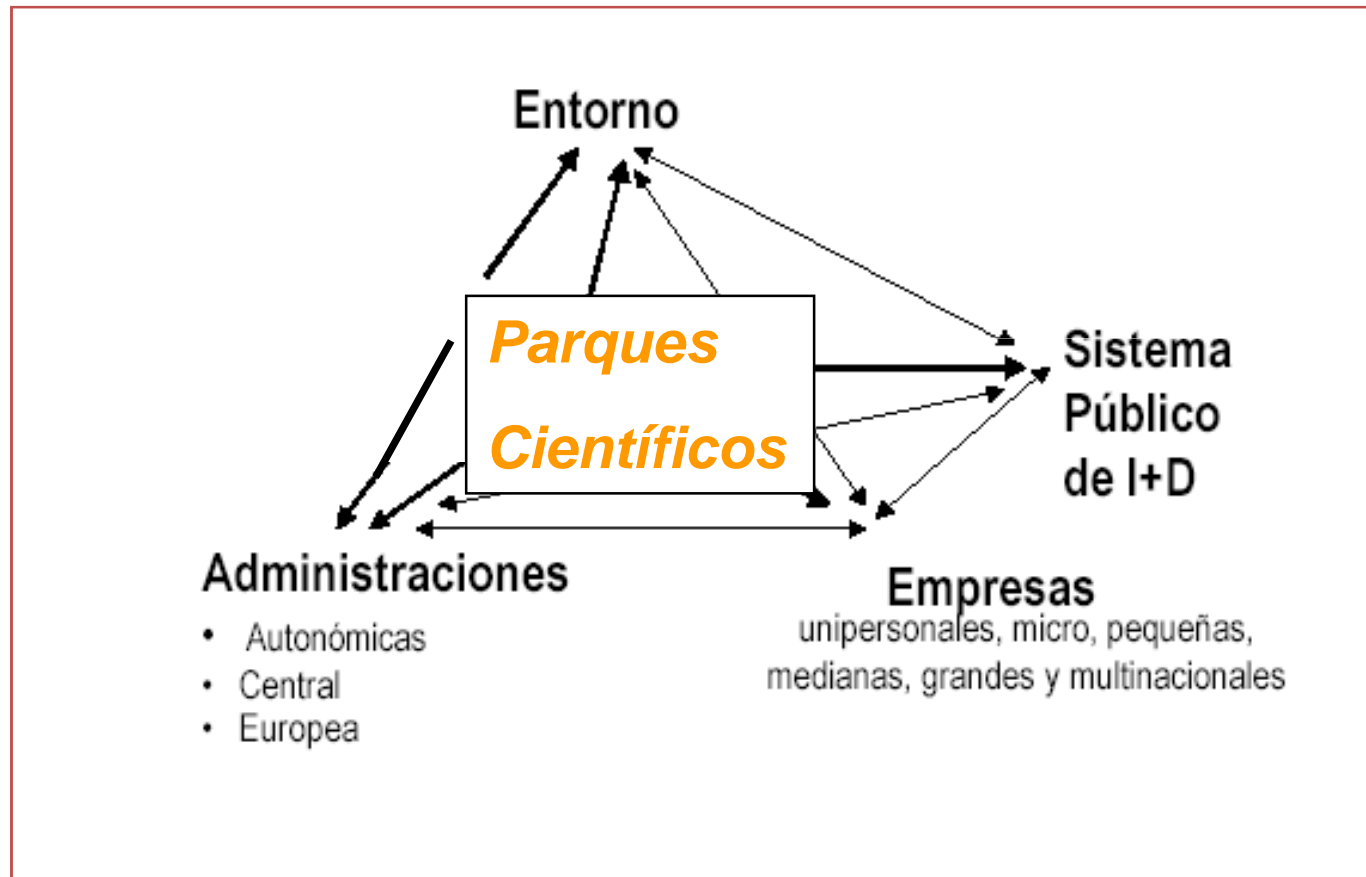 Entorno
Parques
Científicos
Sistema
Público
de I+D
Administraciones
• Autonómicas
• Central
• Europea
Empresas
unipersonales, micro, pequeñas,
medianas, grandes y multinacionales